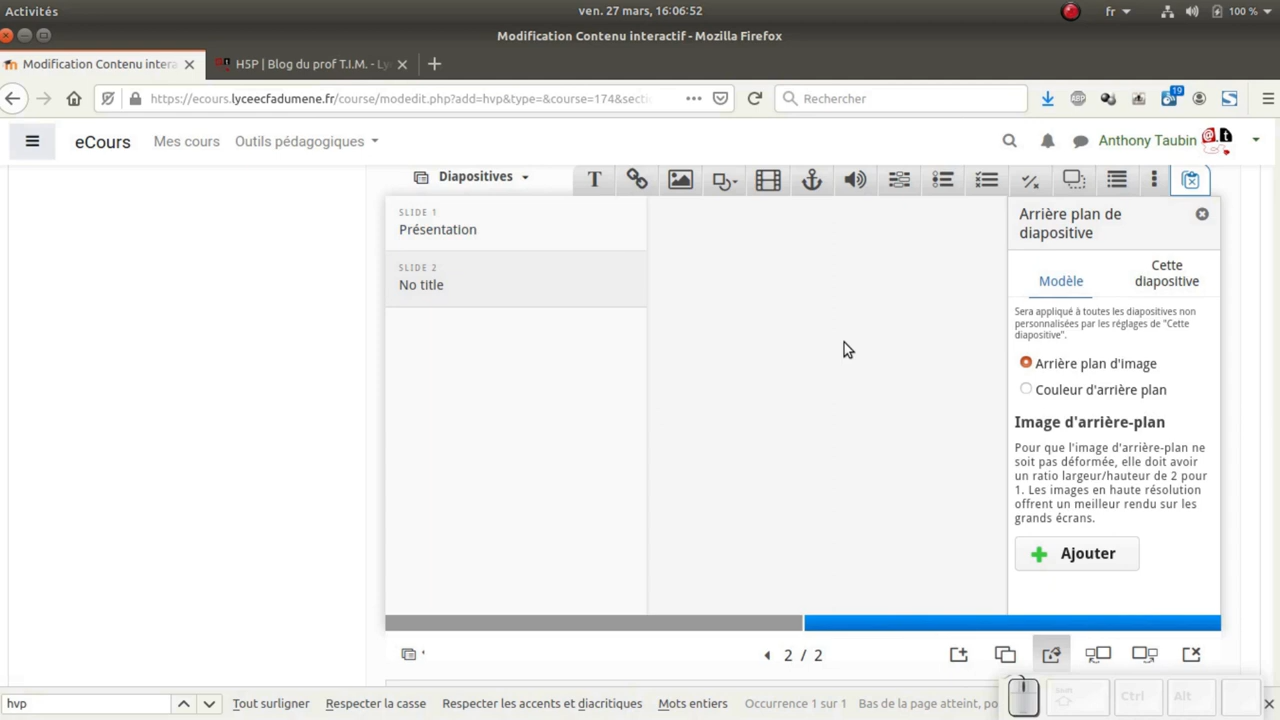 Activités
ven. 27 mars, 16:06:52
fr
100 %
Modification Contenu interactif - Mozilla Firefox
Modification Contenu intera
H5P | Blog du prof T.I.M. - Ly
https://ecours.lyceecfadumene.fr/course/modedit.php?add=hvp&type=&course=174&secti
Rechercher
ABP
19
eCours
Mes cours
Outils pédagogiques
Anthony Taubin
Diapositives
T
SLIDE 1
Présentation
SLIDE 2
No title
Arrière plan de
diapositive
Modèle
Cette
diapositive
Sera appliqué à toutes les diapositives non
personnalisées par les réglages de "Cette
diapositive".
Arrière plan d'image
Couleur d'arrière plan
Image d'arrière-plan
Pour que l'image d'arrière-plan ne
soit pas déformée, elle doit avoir
un ratio largeur/hauteur de 2 pour
1. Les images en haute résolution
offrent un meilleur rendu sur les
grands écrans.
Ajouter
2 / 2
hvp
Tout surligner
Respecter la casse
Respecter les accents et diacritiques
Mots entiers
Occurrence 1 sur 1
Bas de la page atteint, po
Shift
Ctrl
Alt